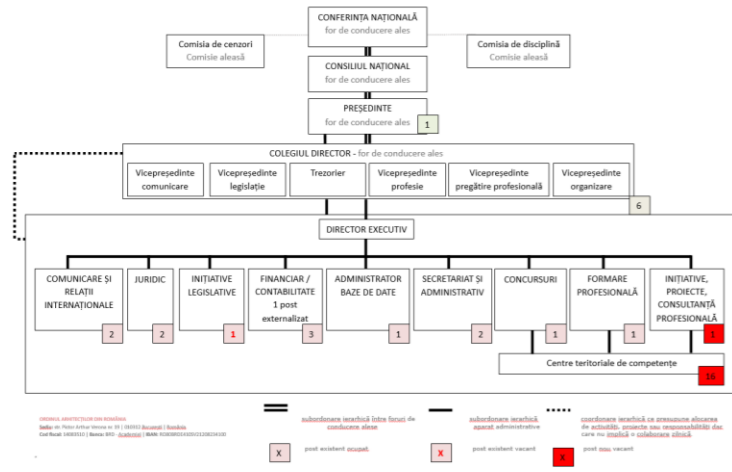 CONFERINȚA NAȚIONALĂ
for de conducere ales
Comisia de cenzori
Comisie aleasă
Comisia de disciplină
Comisie aleasă
CONSILIUL NAȚIONAL
for de conducere ales
PREȘEDINTE
for de conducere ales
1
COLEGIUL DIRECTOR - for de conducere ales
Vicepreședinte
comunicare
Vicepreședinte
legislație
Trezorier
Vicepreședinte
profesie
Vicepreședinte
pregătire profesională
Vicepreședinte
organizare
6
DIRECTOR EXECUTIV
COMUNICARE ȘI
RELAȚII
INTERNAȚIONALE
2
JURIDIC
2
INIȚIATIVE
LEGISLATIVE
1
FINANCIAR /
CONTABILITATE
1 post
externalizat
3
ADMINISTRATOR
BAZE DE DATE
1
SECRETARIAT ȘI
ADMINISTRATIV
2
CONCURSURI
1
FORMARE
PROFESIONALĂ
1
INIȚIATIVE,
PROIECTE,
CONSULTANȚĂ
PROFESIONALĂ
1
Centre teritoriale de competențe
16
ORDINUL ARHITECȚILOR DIN ROMÂNIA
subordonare ierarhică între foruri de
conducere alese
subordonare ierarhică
aparat administrativ
coordonare ierarhică ce presupune alocarea
de activități, proiecte sau responsabilități dar
care nu implică o colaborare zilnică
X
post existent ocupat
X
post existent vacant
X
post nou vacant